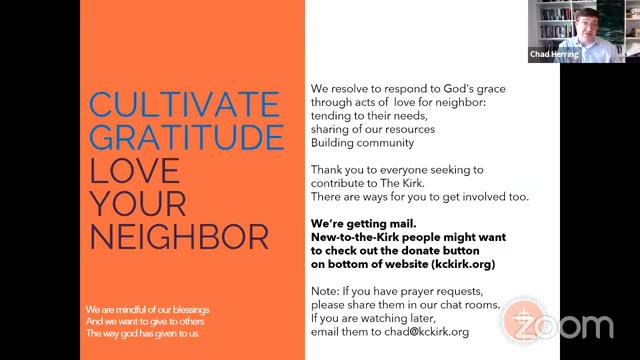 Chad Herring
CULTIVATE
GRATITUDE
LOVE
YOUR
NEIGHBOR
We are mindful of our blessings
And we want to give to others
The way god has given to us
We resolve to respond to God's grace
through acts of love for neighbor:
tending to their needs,
sharing of our resources
Building community
Thank you to everyone seeking to
contribute to The Kirk.
There are ways for you to get involved too.
We're getting mail.
New-to-the-Kirk people might want
to check out the donate button
on bottom of website (kckirk.org)
Note: If you have prayer requests,
please share them in our chat rooms.
If you are watching later,
email them to chad@kckirk.org
zoom